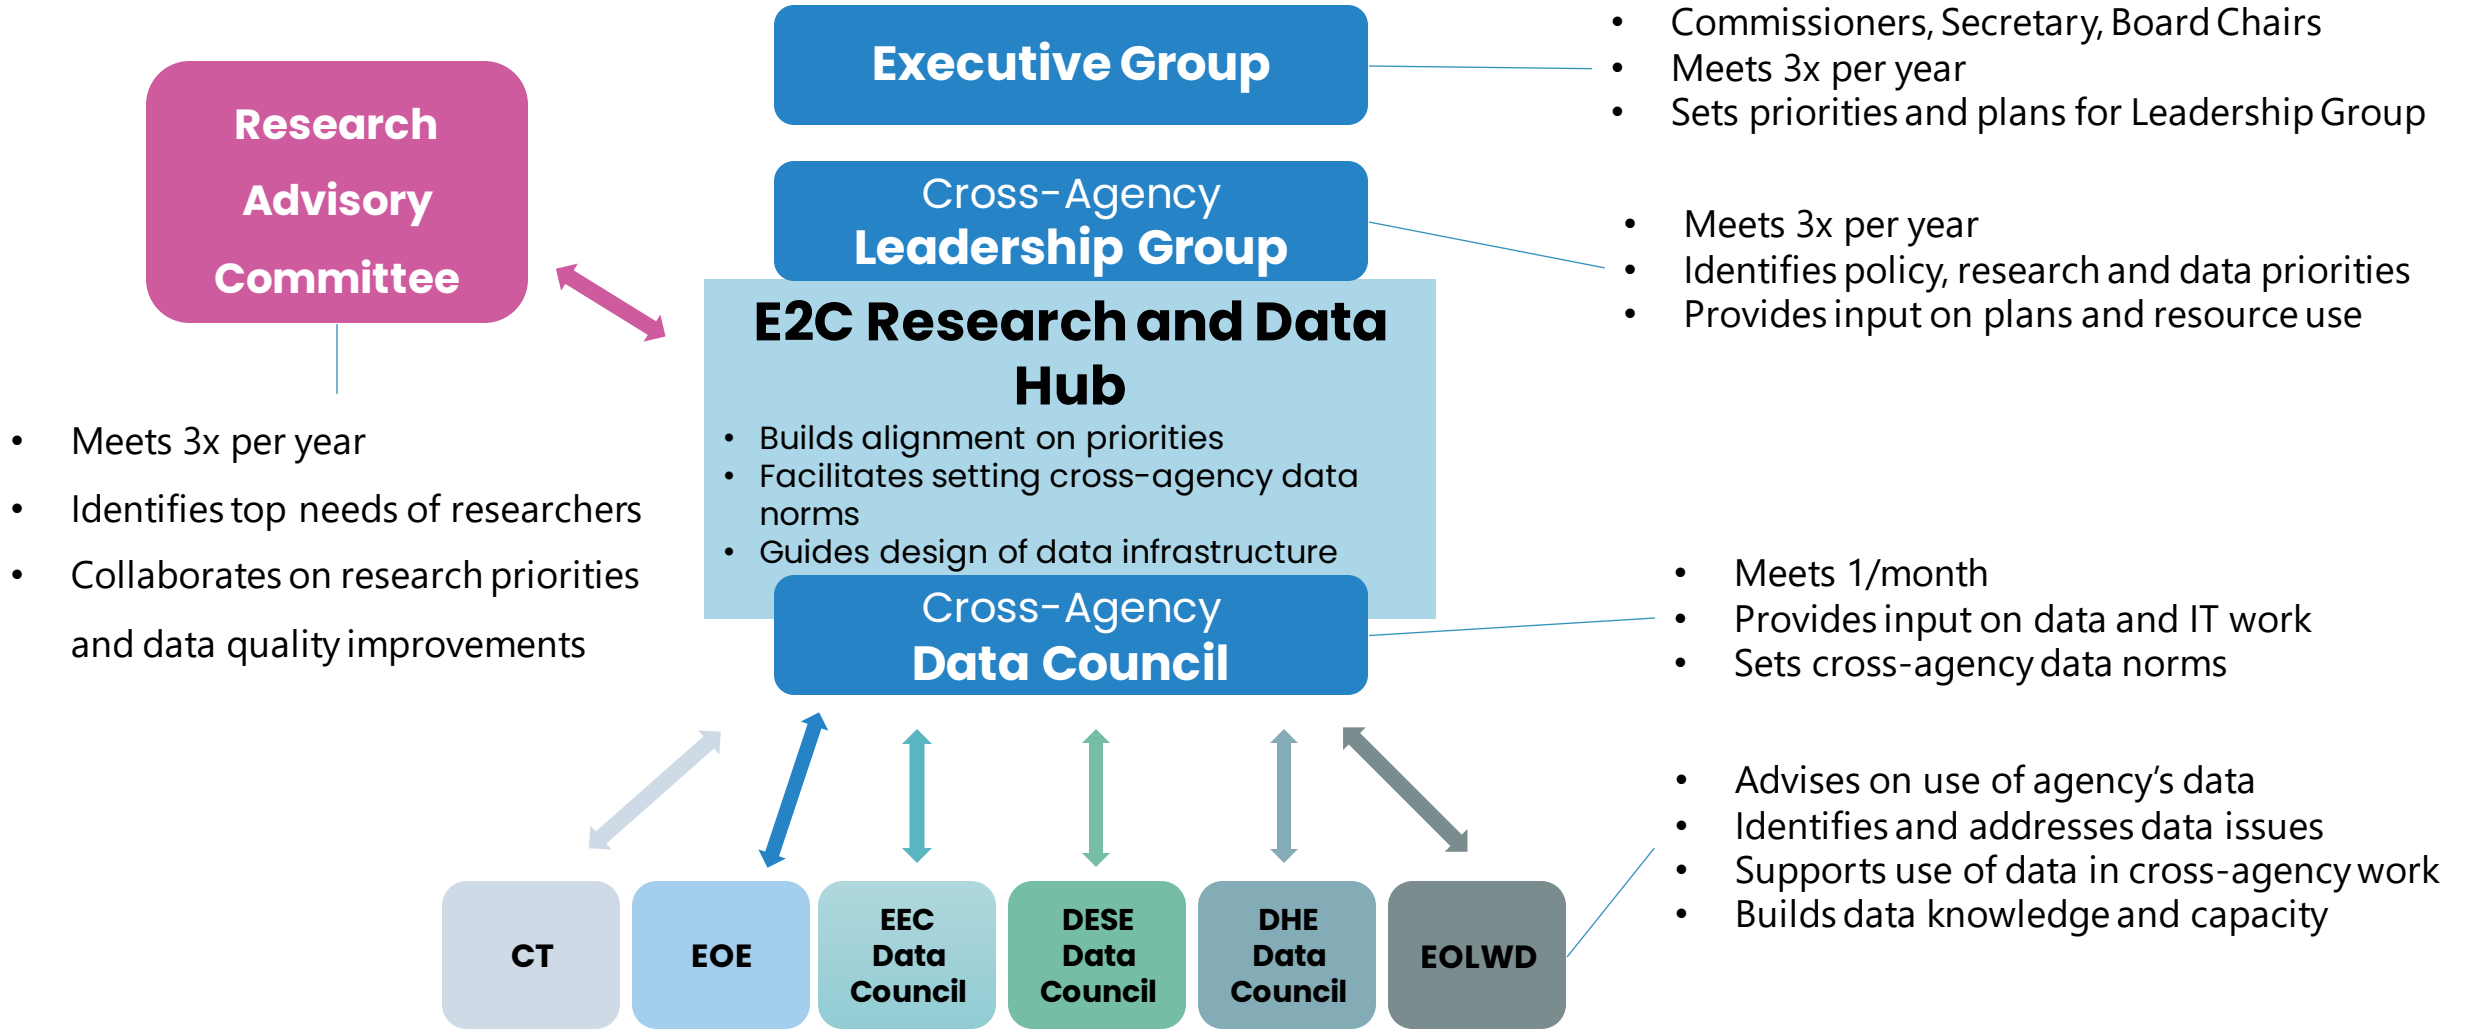 Executive Group
• Commissioners, Secretary, Board Chairs
• Meets 3x per year
• Sets priorities and plans for Leadership Group
Research
Advisory
Committee
Cross-Agency
Leadership Group
• Meets 3x per year
• Identifies policy, research and data priorities
• Provides input on plans and resource use
E2C Research and Data
Hub
• Builds alignment on priorities
• Facilitates setting cross-agency data
norms
• Guides design of data infrastructure
• Meets 3x per year
• Identifies top needs of researchers
• Collaborates on research priorities
and data quality improvements
Cross-Agency
Data Council
• Meets 1/month
• Provides input on data and IT work
• Sets cross-agency data norms
• Advises on use of agency’s data
• Identifies and addresses data issues
• Supports use of data in cross-agency work
• Builds data knowledge and capacity
CT
EOE
EEC
Data
Council
DESE
Data
Council
DHE
Data
Council
EOLWD